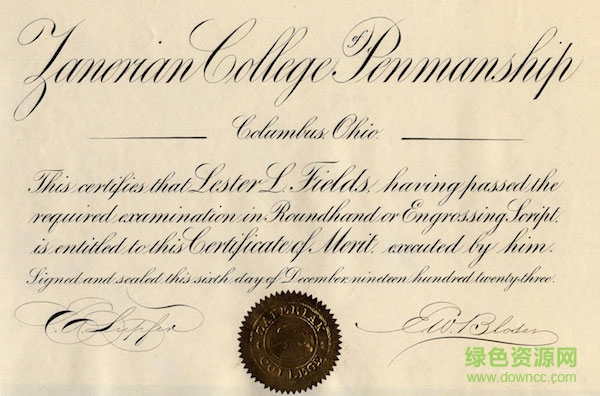 Zanerian College of Penmanship
Columbus, Ohio.
This certifies that Lester L. Fields, having passed the
required examination in Roundhand or Engrossing Script,
is entitled to this Certificate of Merit, executed by him.
Signed and sealed this sixth day of December, nineteen hundred twenty-three.
E.W. Bloser
ZANERIAN
COLLEGE
绿色资源网
www.downcc.com